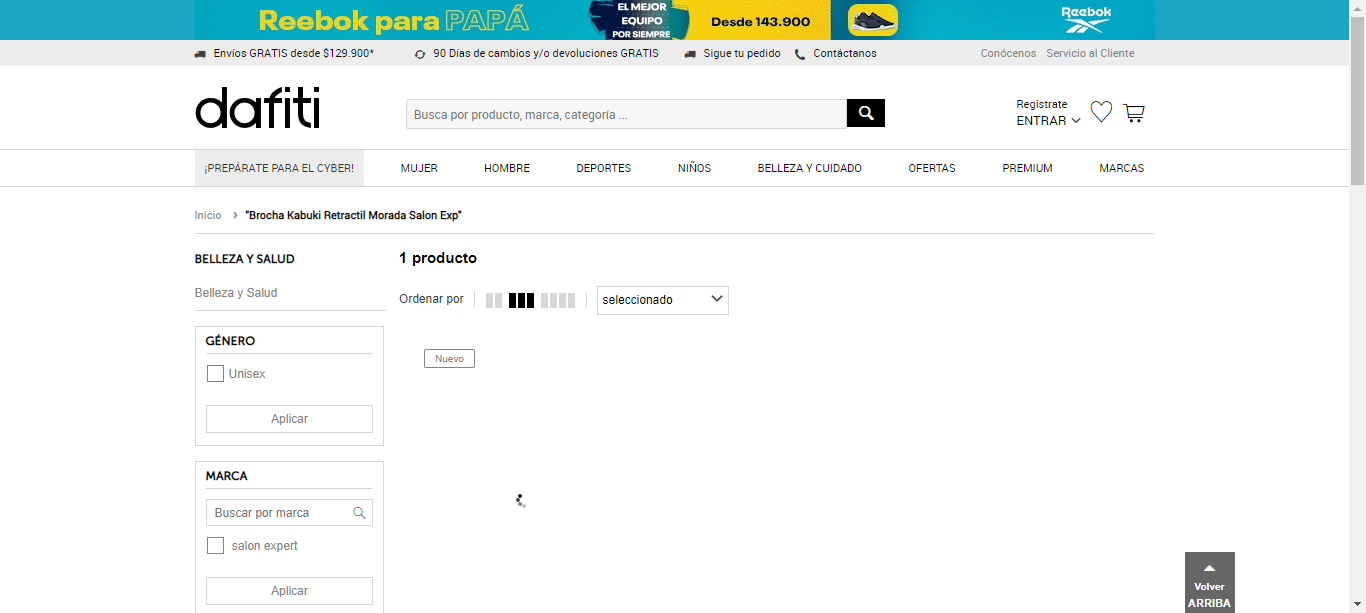 Reebok para PAPÁ
EL MEJOR
EQUIPO
POR SIEMPRE
Desde 143.900
Reebok
Envíos GRATIS desde $129.900*
90 Días de cambios y/o devoluciones GRATIS
Sigue tu pedido
Contáctanos
Conócenos
Servicio al Cliente
dafiti
Busca por producto, marca, categoría ...
Registrate
ENTRAR
¡PREPÁRATE PARA EL CYBER!
MUJER
HOMBRE
DEPORTES
NIÑOS
BELLEZA Y CUIDADO
OFERTAS
PREMIUM
MARCAS
Inicio › "Brocha Kabuki Retractil Morada Salon Exp"
BELLEZA Y SALUD
Belleza y Salud
GÉNERO
Unisex
Aplicar
MARCA
Buscar por marca
salon expert
Aplicar
1 producto
Ordenar por
seleccionado
Nuevo
Volver
ARRIBA